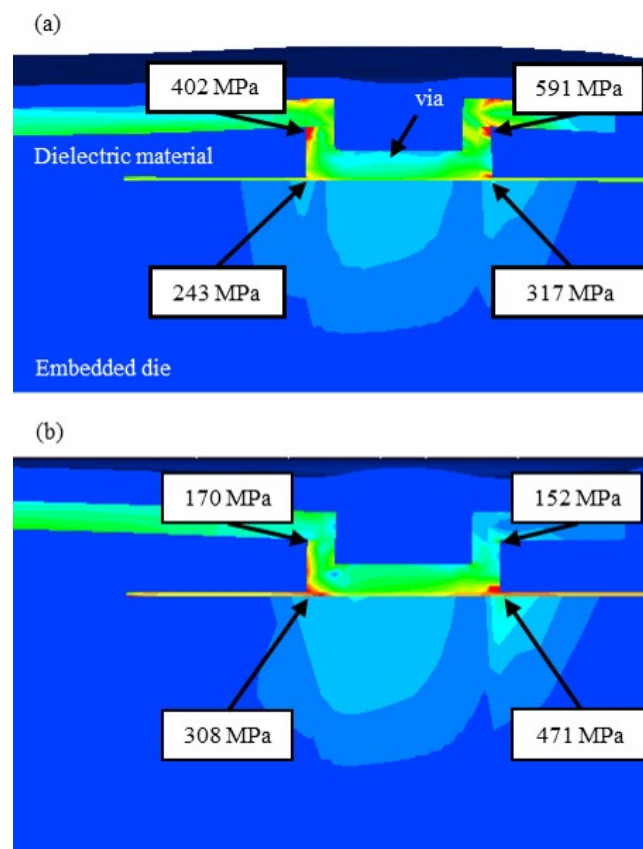 (a)
402 MPa
via
591 MPa
Dielectric material
243 MPa
317 MPa
Embedded die
(b)
170 MPa
152 MPa
308 MPa
471 MPa